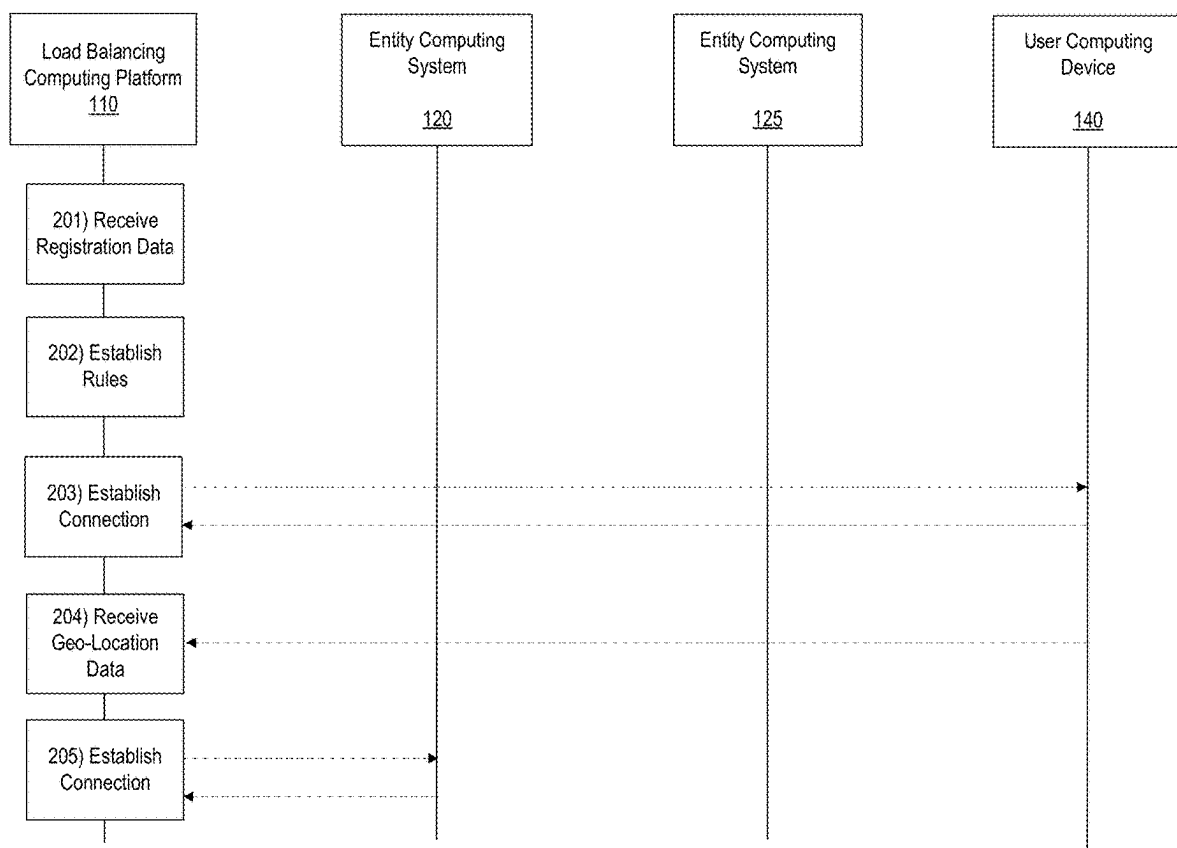 Load Balancing
Computing Platform
110
Entity Computing
System
120
Entity Computing
System
125
User Computing
Device
140
201) Receive
Registration Data
202) Establish
Rules
203) Establish
Connection
204) Receive
Geo-Location
Data
205) Establish
Connection